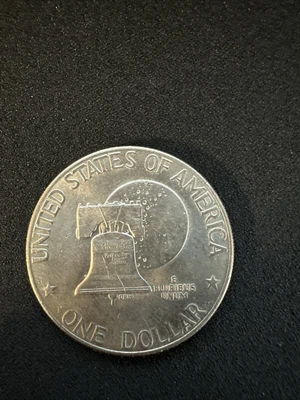 UNITED STATES OF AMERICA
E
PLURIBUS
UNUM
ONE DOLLAR